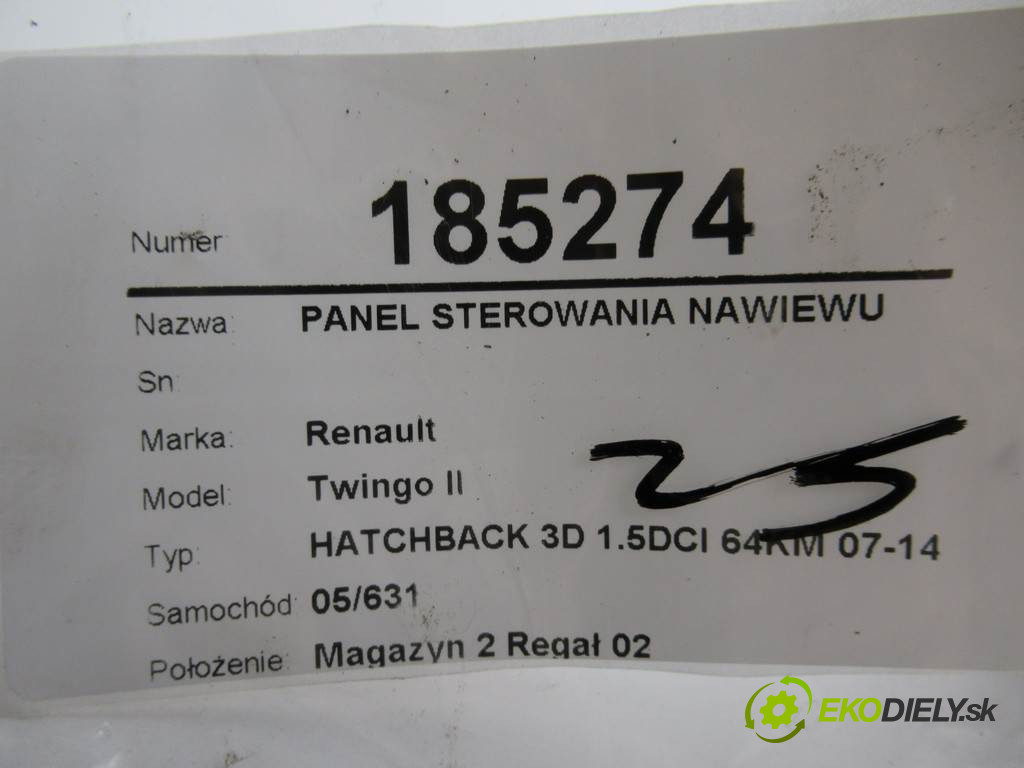 Numer 185274
Nazwa: PANEL STEROWANIA NAWIEWU
Sn
Marka: Renault
Model: Twingo II
25
Typ: HATCHBACK 3D 1.5DCI 64KM 07-14
Samochód 05/631
Położenie: Magazyn 2 Regał 02
EKODIELY.sk